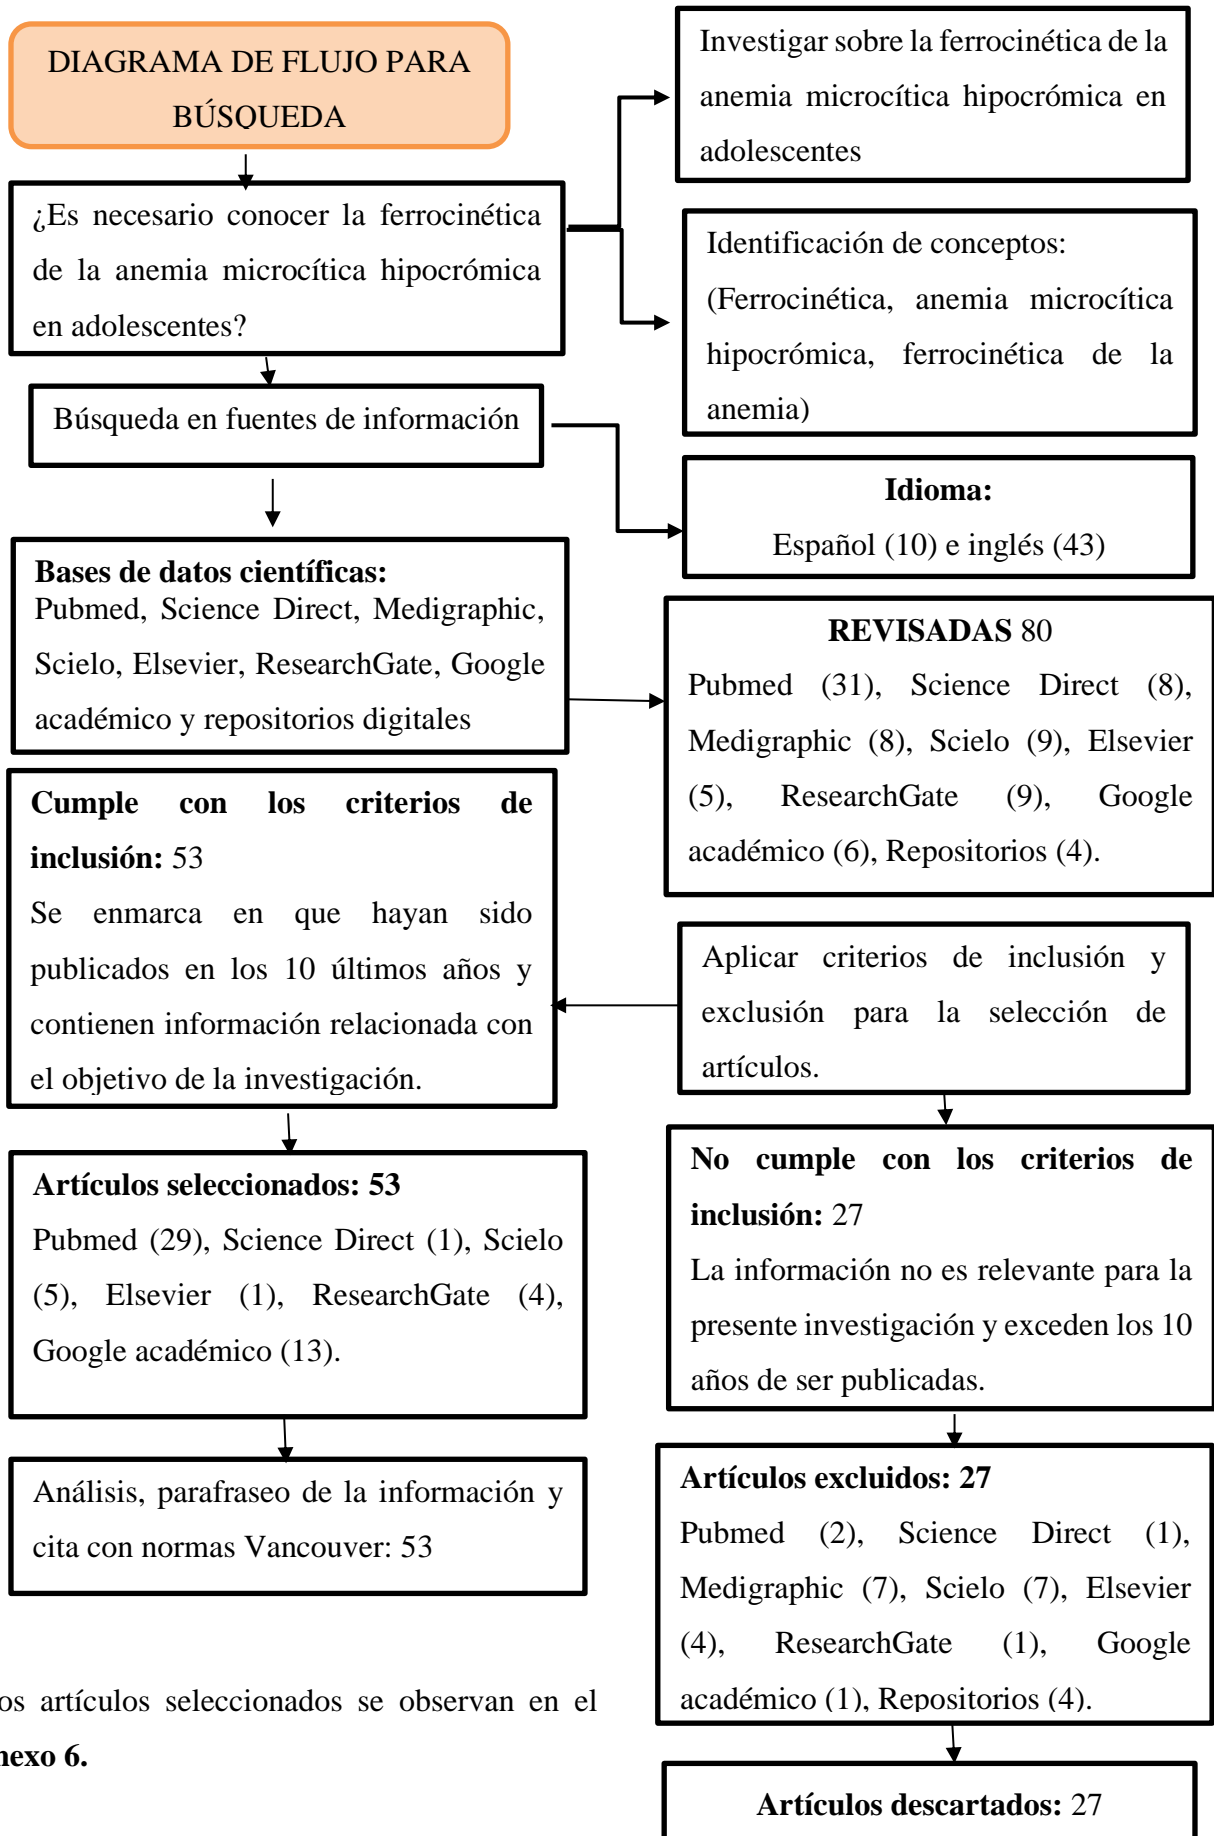 DIAGRAMA DE FLUJO PARA
BÚSQUEDA
¿Es necesario conocer la ferrocinética
de la anemia microcítica hipocrómica
en adolescentes?
Investigar sobre la ferrocinética de la
anemia microcítica hipocrómica en
adolescentes
Identificación de conceptos:
(Ferrocinética, anemia microcítica
hipocrómica, ferrocinética de la
anemia)
Búsqueda en fuentes de información
Idioma:
Español (10) e inglés (43)
Bases de datos científicas:
Pubmed, Science Direct, Medigraphic,
Scielo, Elsevier, ResearchGate, Google
académico y repositorios digitales
REVISADAS 80
Pubmed (31), Science Direct (8),
Medigraphic (8), Scielo (9), Elsevier
(5), ResearchGate (9), Google
académico (6), Repositorios (4).
Aplicar criterios de inclusión y
exclusión para la selección de
artículos.
Cumple con los criterios de
inclusión: 53
Se enmarca en que hayan sido
publicados en los 10 últimos años y
contienen información relacionada con
el objetivo de la investigación.
Artículos seleccionados: 53
Pubmed (29), Science Direct (1), Scielo
(5), Elsevier (1), ResearchGate (4),
Google académico (13).
Análisis, parafraseo de la información y
cita con normas Vancouver: 53
No cumple con los criterios de
inclusión: 27
La información no es relevante para la
presente investigación y exceden los 10
años de ser publicadas.
Artículos excluidos: 27
Pubmed (2), Science Direct (1),
Medigraphic (7), Scielo (7), Elsevier
(4), ResearchGate (1), Google
académico (1), Repositorios (4).
Artículos descartados: 27
os artículos seleccionados se observan en el
nexo 6.